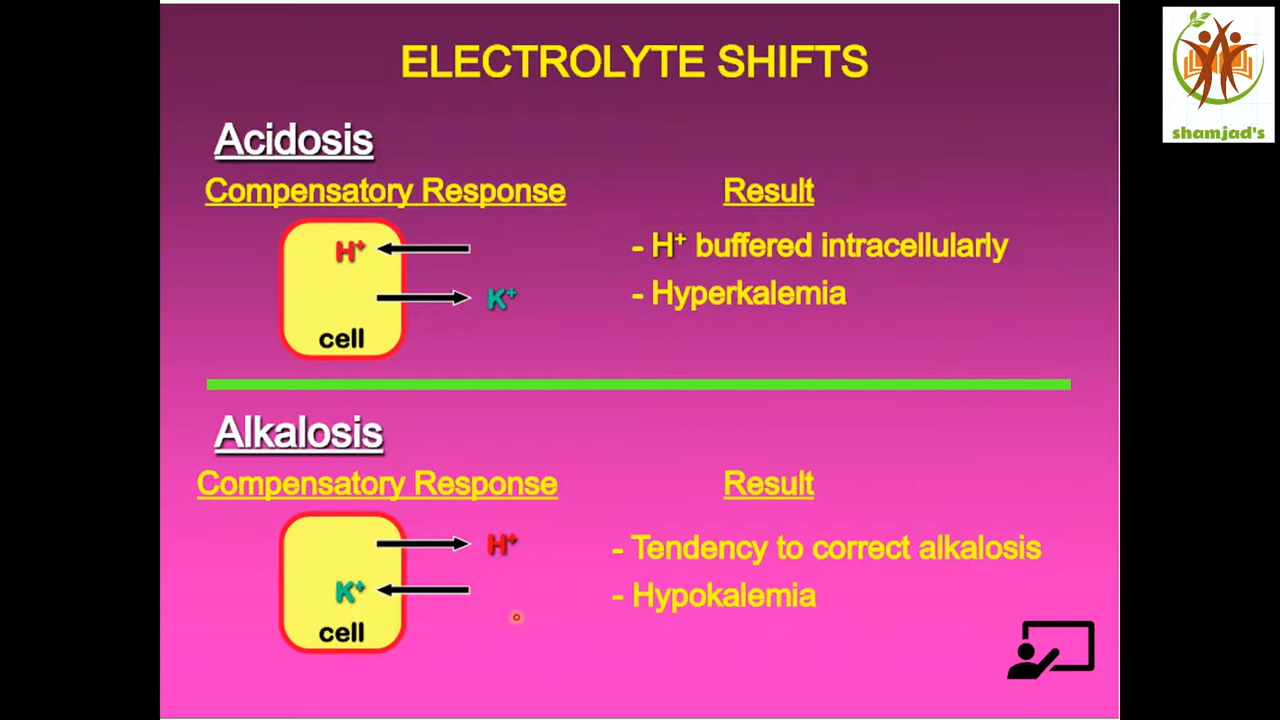 ELECTROLYTE SHIFTS
shamjad's
Acidosis
Compensatory Response
Result
H⁺
- H⁺ buffered intracellularly
K⁺
- Hyperkalemia
cell
Alkalosis
Compensatory Response
Result
H⁺
- Tendency to correct alkalosis
K⁺
- Hypokalemia
cell